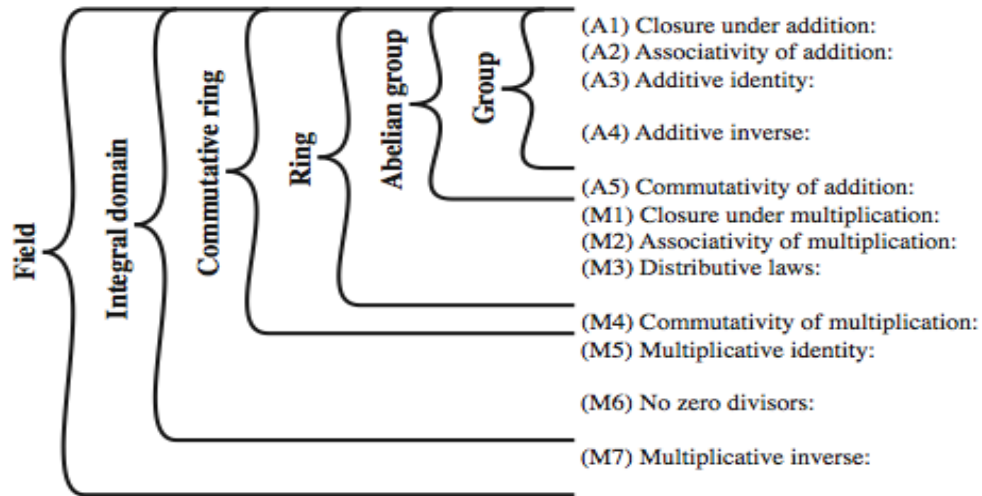 Field
Integral domain
Commutative ring
Ring
Abelian group
Group
(A1) Closure under addition:
(A2) Associativity of addition:
(A3) Additive identity:
(A4) Additive inverse:
(A5) Commutativity of addition:
(M1) Closure under multiplication:
(M2) Associativity of multiplication:
(M3) Distributive laws:
(M4) Commutativity of multiplication:
(M5) Multiplicative identity:
(M6) No zero divisors:
(M7) Multiplicative inverse: